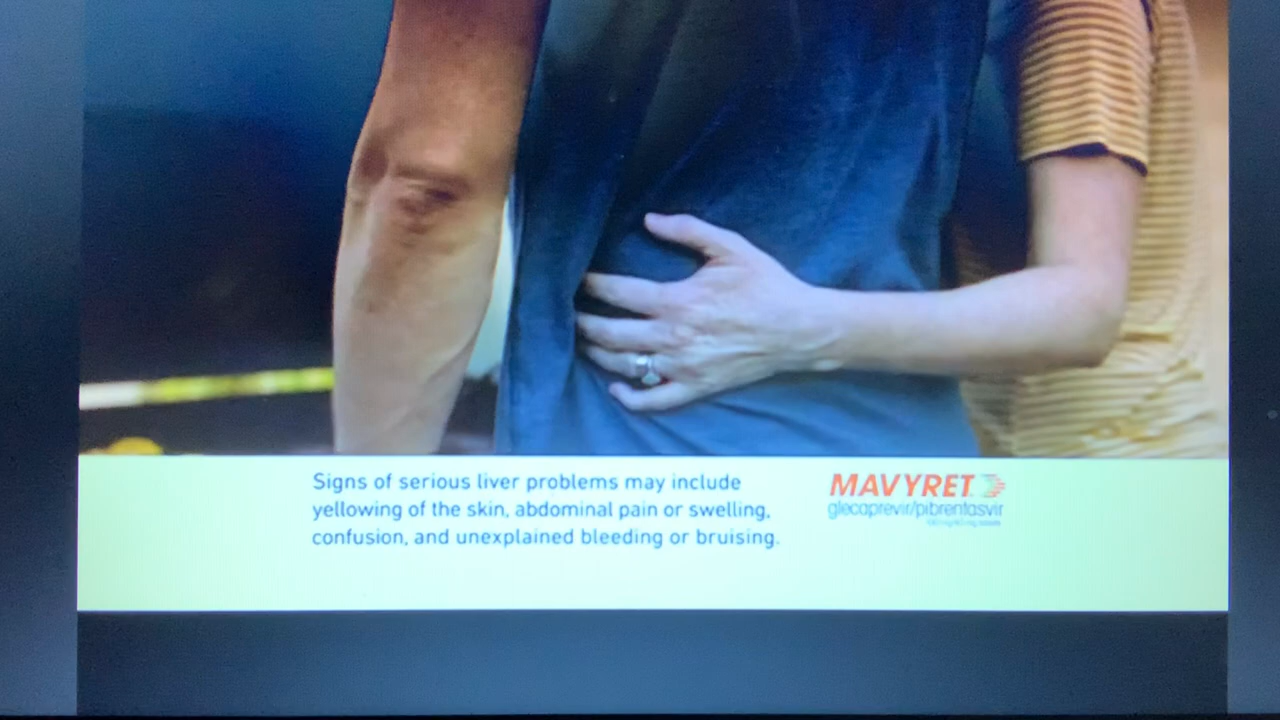 Signs of serious liver problems may include
yellowing of the skin, abdominal pain or swelling,
confusion, and unexplained bleeding or bruising.
MAVYRET
glecaprevir/pibrentasvir